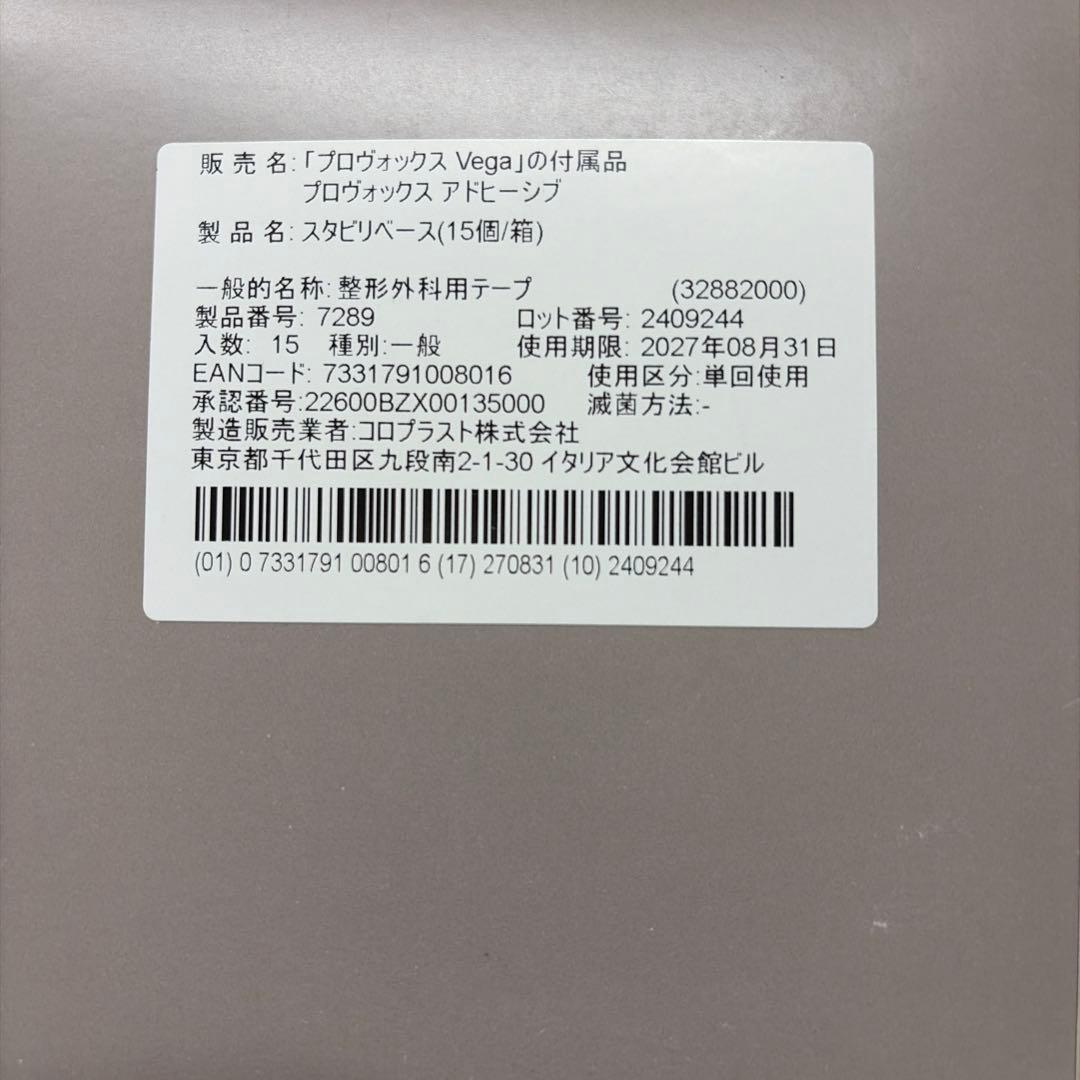 販売名:「プロヴォックス Vega」の付属品
プロヴォックス アドヒーシブ
製品名:スタビリベース(15個/箱)
一般的名称:整形外科用テープ (32882000)
製品番号: 7289 ロット番号: 2409244
入数: 15 種別:一般 使用期限: 2027年08月31日
EANコード: 7331791008016 使用区分:単回使用
承認番号:22600BZX00135000 滅菌方法:-
製造販売業者:コロプラスト株式会社
東京都千代田区九段南2-1-30 イタリア文化会館ビル
(01) 0 7331791 00801 6 (17) 270831 (10) 2409244